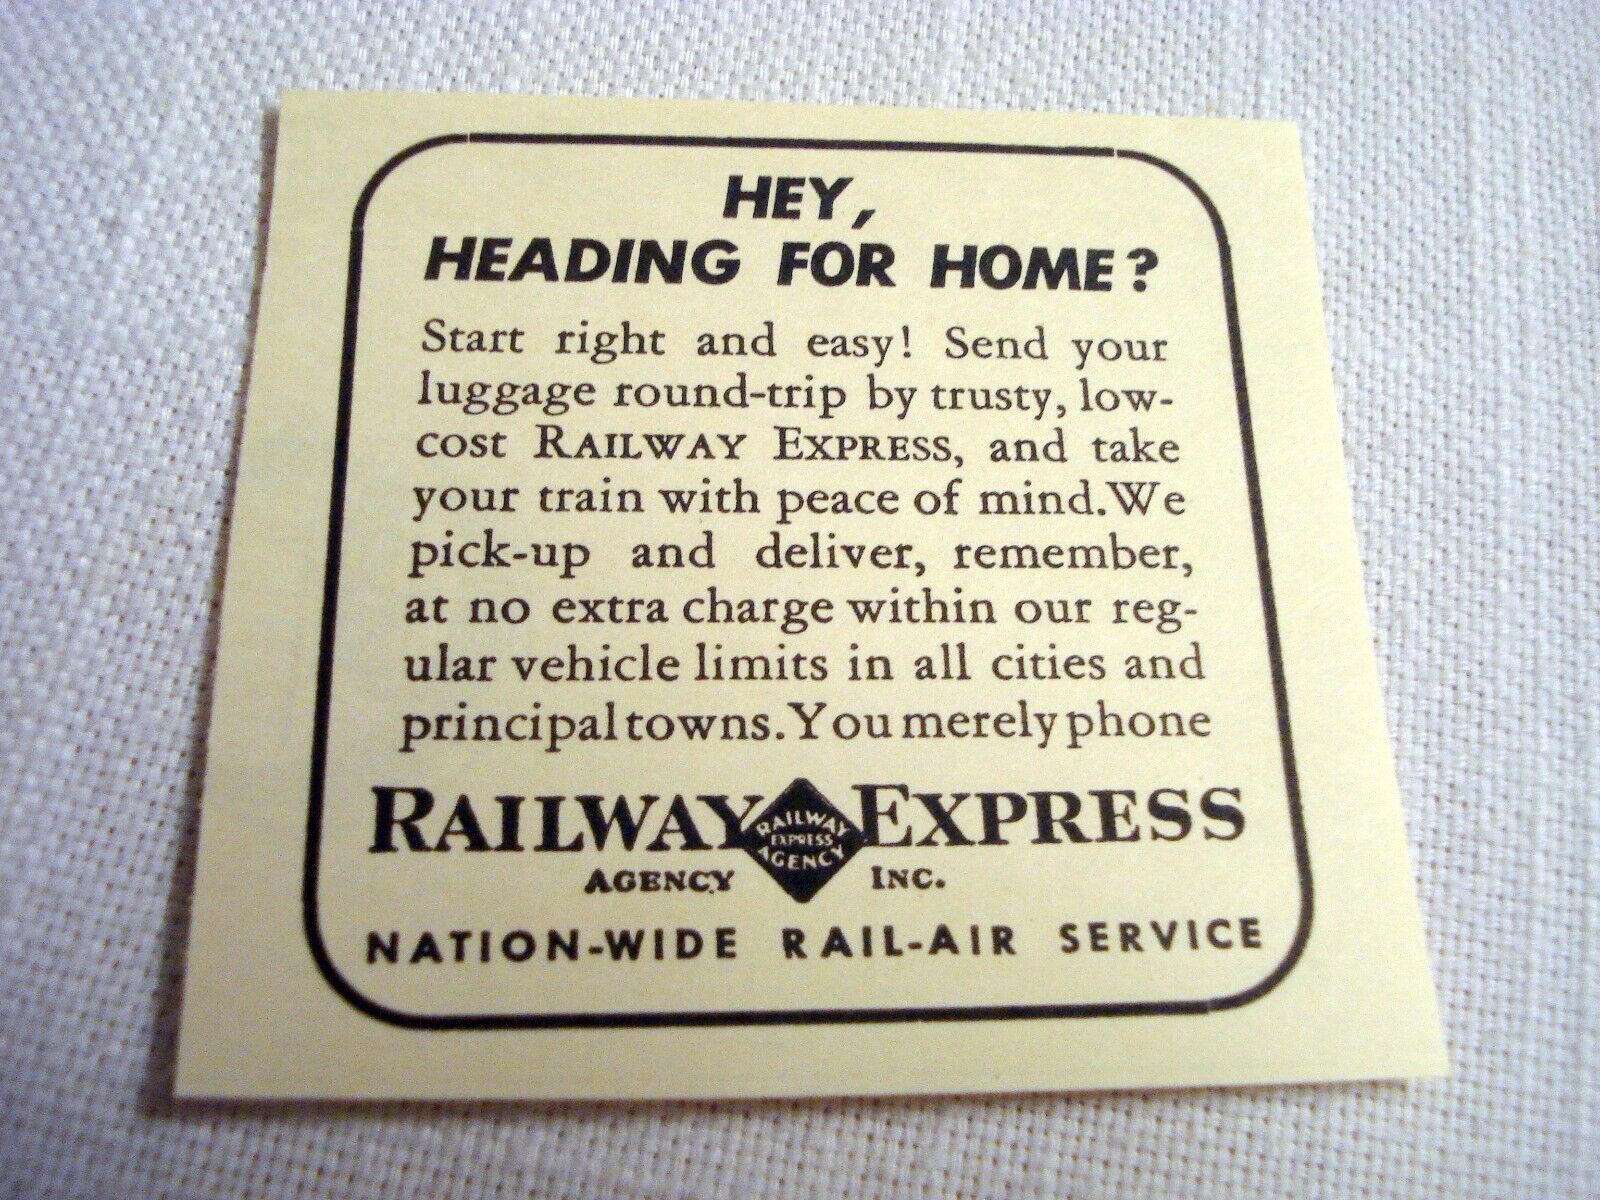 HEY,
HEADING FOR HOME?
Start right and easy! Send your
luggage round-trip by trusty, low-
cost RAILWAY EXPRESS, and take
your train with peace of mind. We
pick-up and deliver, remember,
at no extra charge within our reg-
ular vehicle limits in all cities and
principal towns. You merely phone
RAILWAY EXPRESS
RAILWAY
EXPRESS
AGENCY
AGENCY INC.
NATION-WIDE RAIL-AIR SERVICE